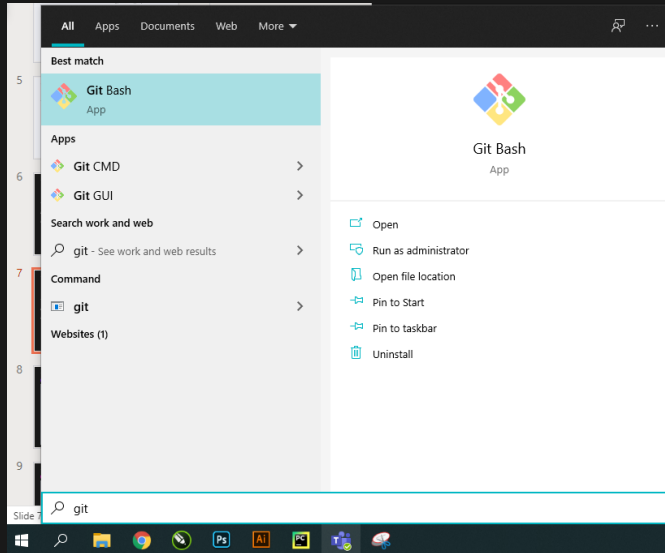 All Apps Documents Web More
Best match
Git Bash
App
Apps
Git CMD
Git GUI
Search work and web
git - See work and web results
Command
git
Websites (1)
Git Bash
App
Open
Run as administrator
Open file location
Pin to Start
Pin to taskbar
Uninstall
5
6
7
8
9
Slide 7
git
Ps Ai PC T